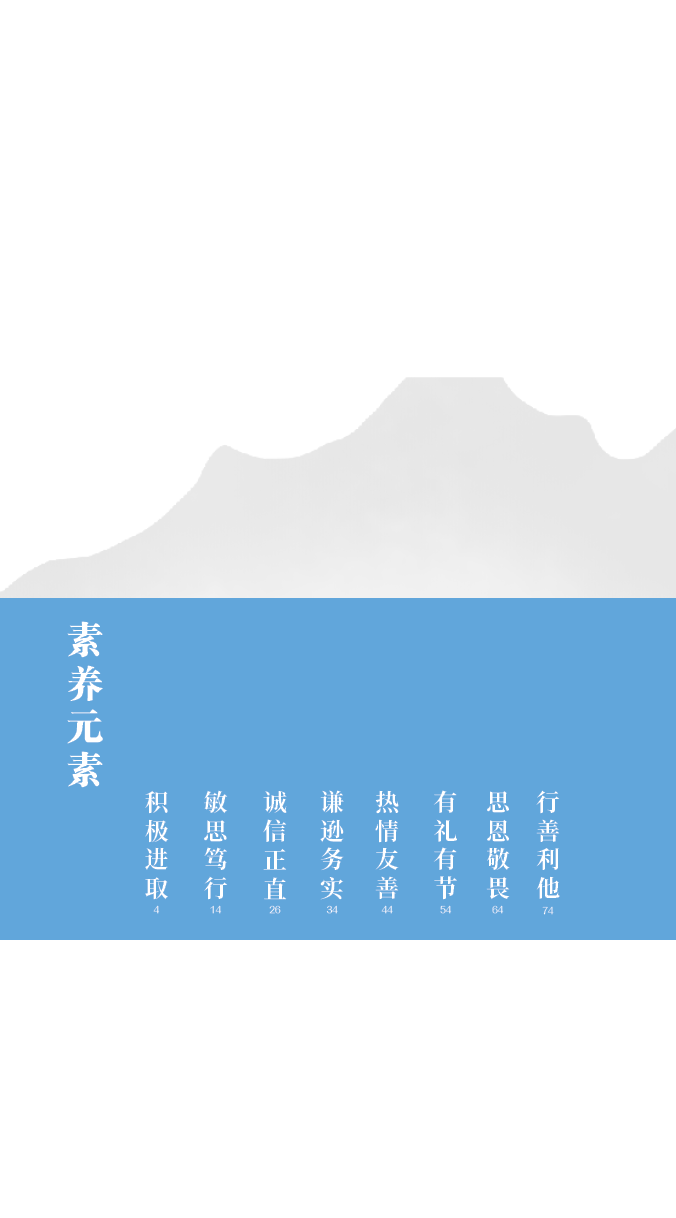 素养元素
积极进取
4
敏思笃行
14
诚信正直
26
谦逊务实
34
热情友善
44
有礼有节
54
思恩敬畏
64
行善利他
74